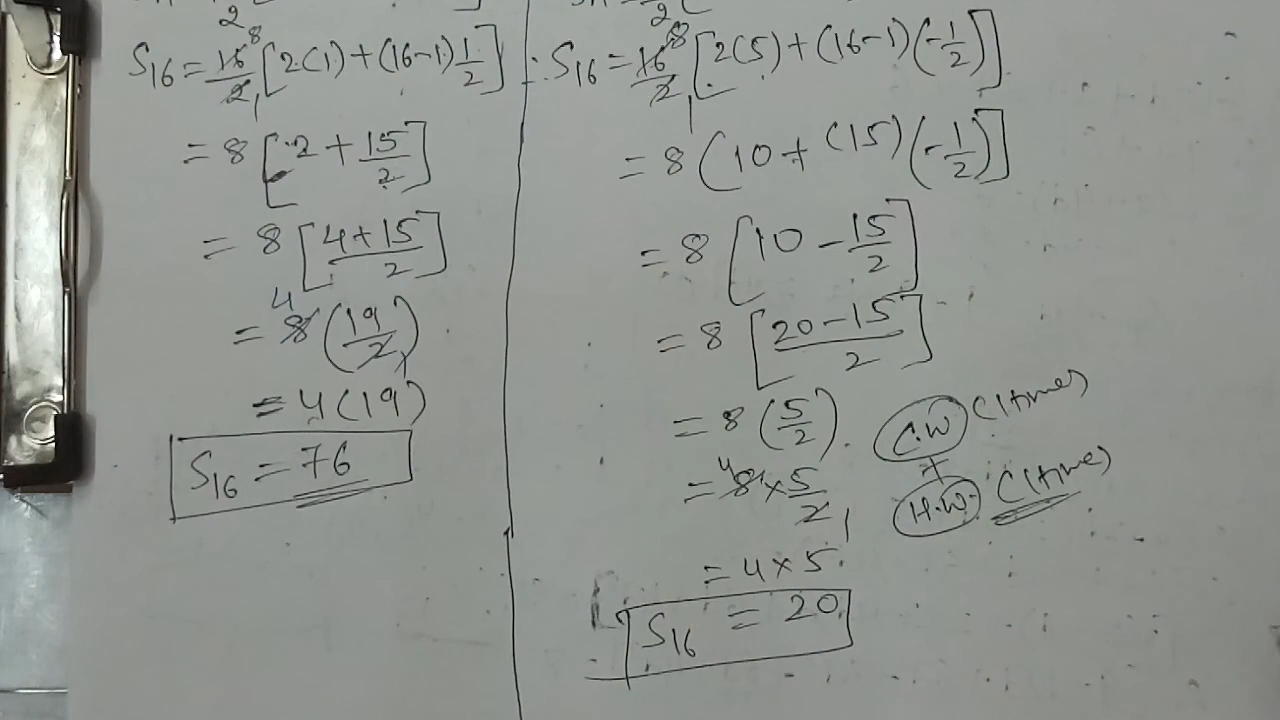 S16 = 16/2 [2(1) + (16-1) 1/2]
= 8 [2 + 15/2]
= 8 [4+15/2]
= 8 (19/2)
= 4(19)
S16 = 76
S16 = 16/2 [2(5) + (16-1)(-1/2)]
= 8 (10 + (15)(-1/2)]
= 8 [10 - 15/2]
= 8 [20-15/2]
= 8 (5/2).
= 8 × 5/2
= 4 × 5.
S16 = 20
C.W (1 time)
+
H.W. (1 time)